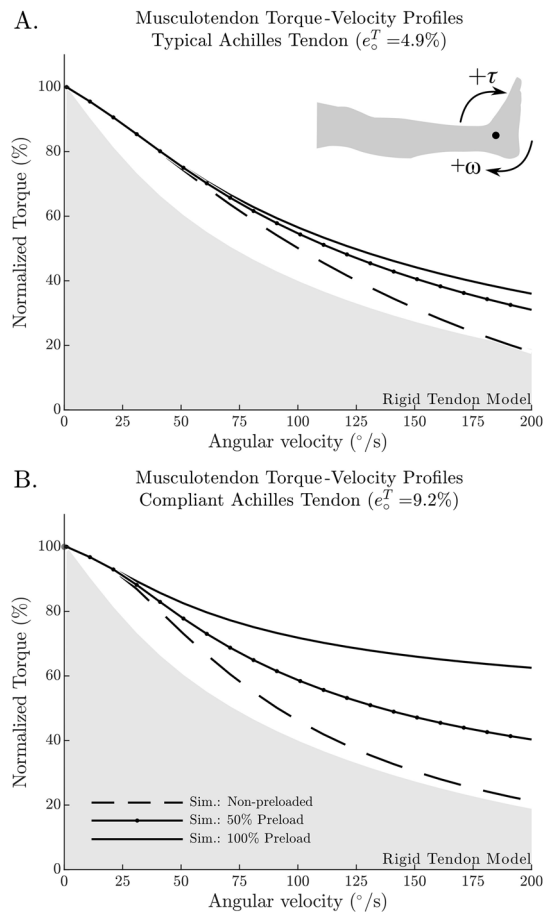 A.
Musculotendon Torque-Velocity Profiles
Typical Achilles Tendon (e∘ᵀ =4.9%)
+τ
+ω
Normalized Torque (%)
100
80
60
40
20
0
Rigid Tendon Model
0 25 50 75 100 125 150 175 200
Angular velocity (°/s)
B.
Musculotendon Torque-Velocity Profiles
Compliant Achilles Tendon (e∘ᵀ =9.2%)
Normalized Torque (%)
100
80
60
40
20
0
Sim.: Non-preloaded
Sim.: 50% Preload
Sim.: 100% Preload
Rigid Tendon Model
0 25 50 75 100 125 150 175 200
Angular velocity (°/s)